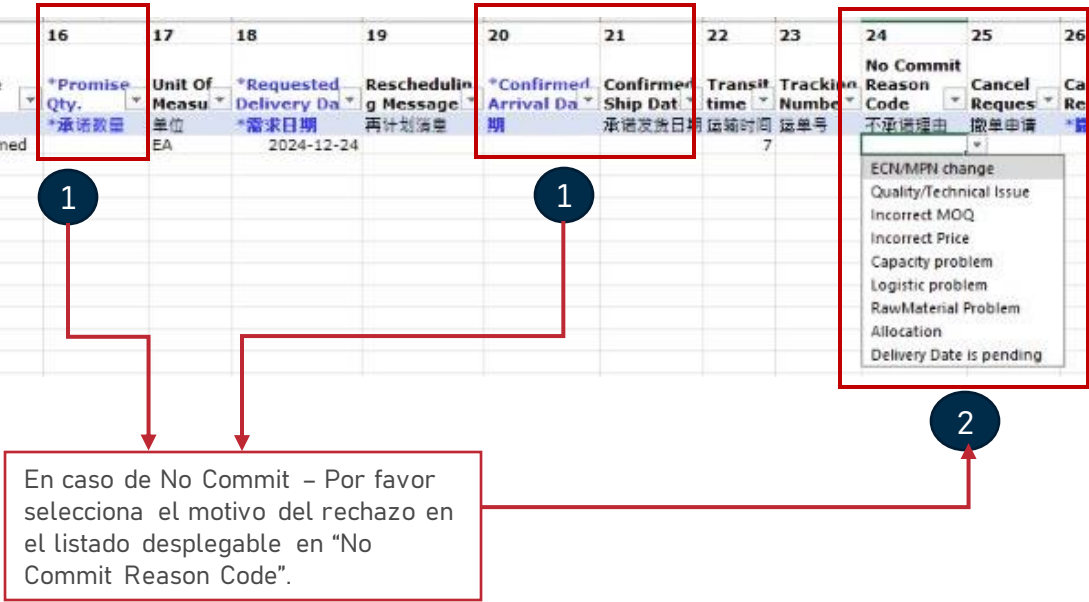 16 17 18 19 20 21 22 23 24 25 26
No Commit
*Promise Unit Of *Requested Reschedulin *Confirmed Confirmed Transit Tracking Reason Cancel Ca
Qty. Measu Delivery Da g Message Arrival Da Ship Dat time Numbe Code Reques Re
*承诺数量 单位 *需求日期 再计划消息 期 承诺发货日期 运输时间 运单号 不承诺理由 撤单申请
ned EA 2024-12-24 7
ECN/MPN change
Quality/Technical Issue
Incorrect MOQ
Incorrect Price
Capacity problem
Logistic problem
RawMaterial Problem
Allocation
Delivery Date is pending
1 1
2
En caso de No Commit – Por favor
selecciona el motivo del rechazo en
el listado desplegable en “No
Commit Reason Code”.